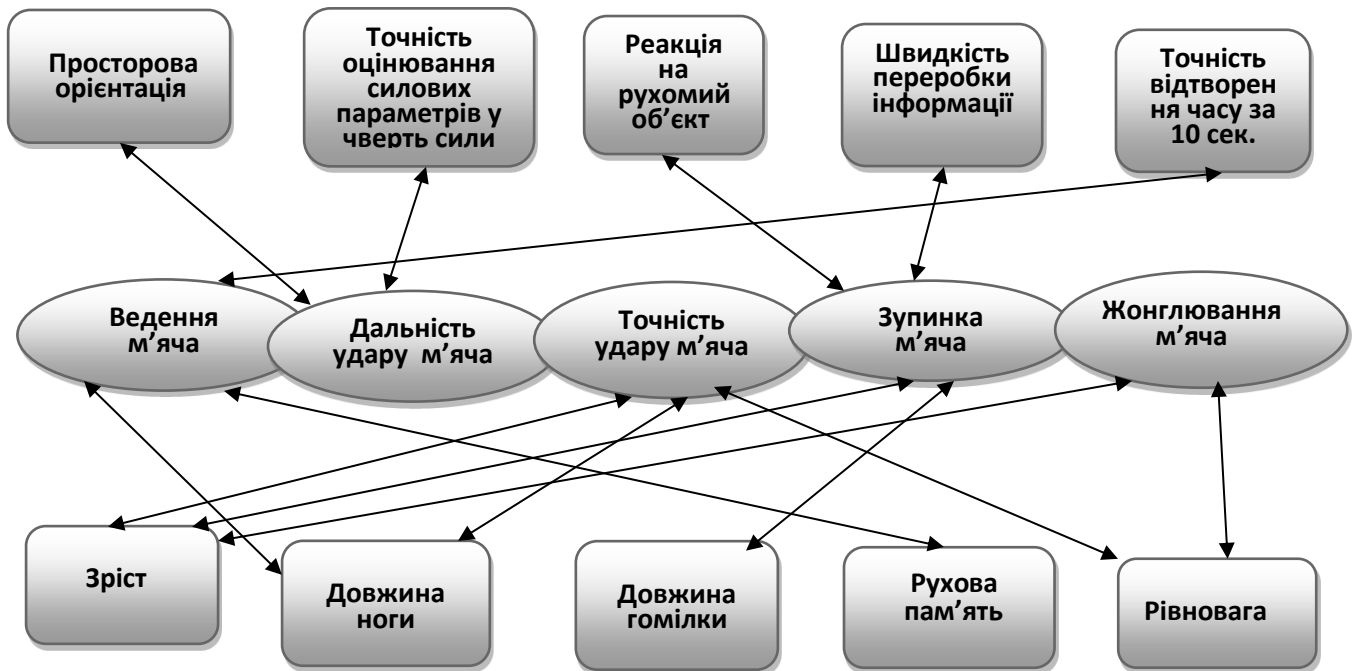 Просторова
орієнтація
Точність
оцінювання
силових
параметрів у
чверть сили
Реакція
на
рухомий
об’єкт
Швидкість
переробки
інформації
Точність
відтворен
ня часу за
10 сек.
Ведення
м’яча
Дальність
удару м’яча
Точність
удару м’яча
Зупинка
м’яча
Жонглювання
м’яча
Зріст
Довжина
ноги
Довжина
гомілки
Рухова
пам’ять
Рівновага